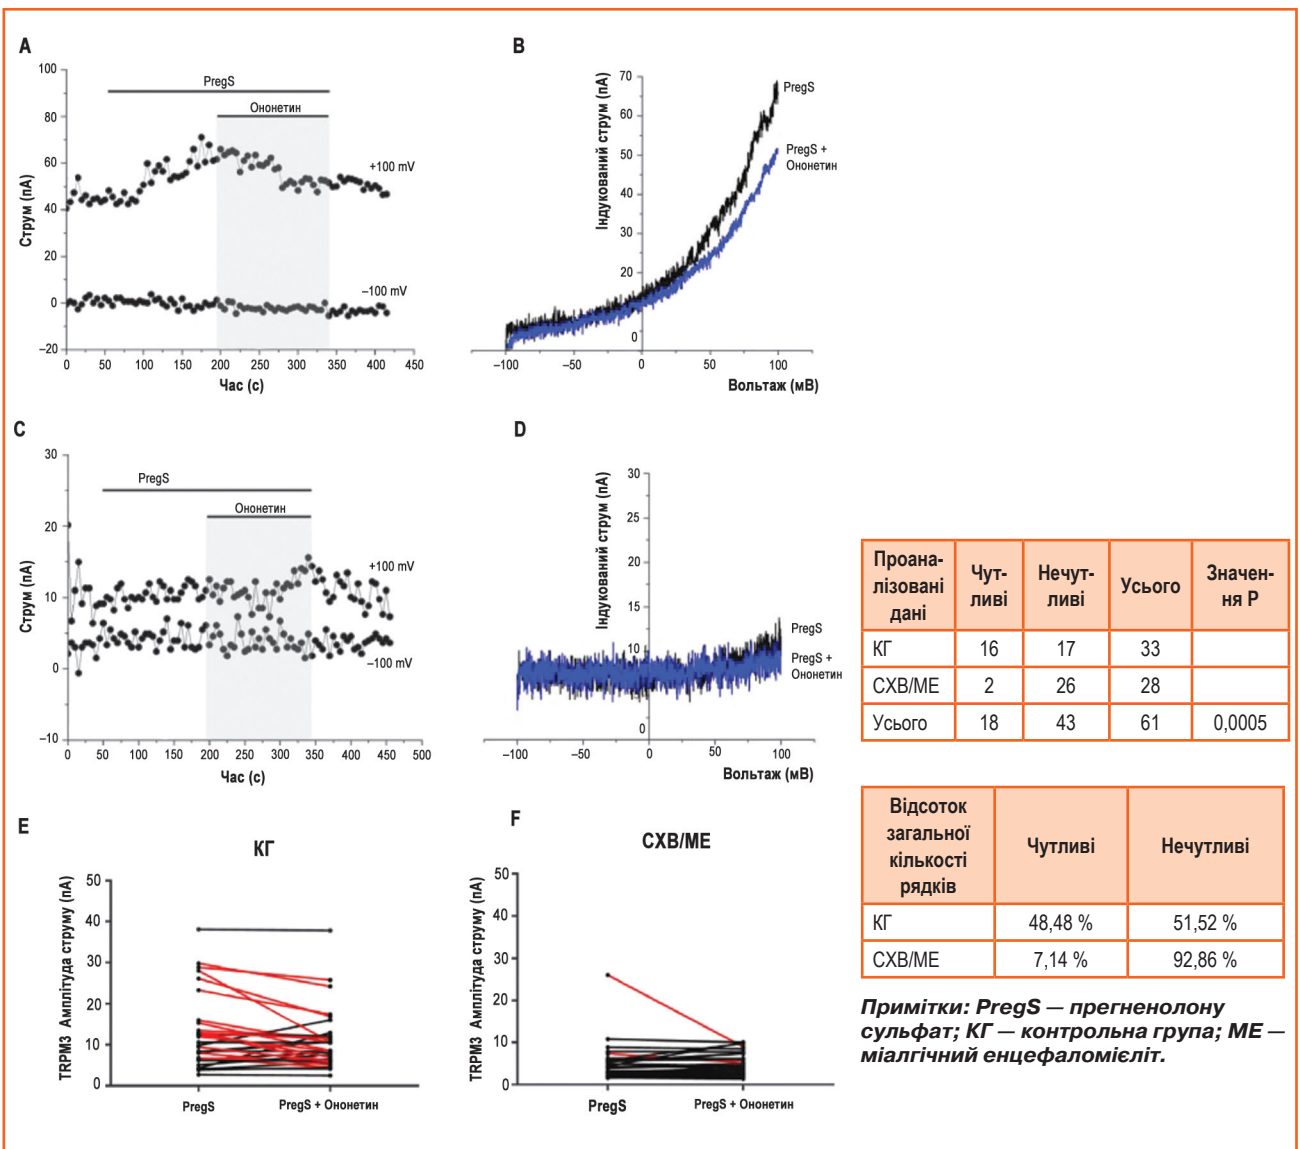 A
100
80
60
40
20
0
–20
Струм (пА)
PregS
Ононетин
+100 mV
–100 mV
0 50 100 150 200 250 300 350 400 450
Час (с)
B
70
60
50
40
30
20
0
Індукований струм (пА)
PregS
PregS +
Ононетин
–100 –50 0 50 100
Вольтаж (мВ)
C
30
20
10
0
–10
Струм (пА)
PregS
Ононетин
+100 mV
–100 mV
0 50 100 150 200 250 300 350 400 450 500
Час (с)
D
30
25
20
15
10
0
Індукований струм (пА)
PregS
PregS +
Ононетин
–100 –50 0 50 100
Вольтаж (мВ)
Проана-
лізовані
дані
Чут-
ливі
Нечут-
ливі
Усього
Значен-
ня Р
КГ 16 17 33
СХВ/МЕ 2 26 28
Усього 18 43 61 0,0005
E
КГ
50
40
30
20
10
0
TRPM3 Амплітуда струму (пА)
PregS PregS + Ононетин
F
СХВ/МЕ
50
40
30
20
10
0
TRPM3 Амплітуда струму (пА)
PregS PregS + Ононетин
Відсоток
загальної
кількості
рядків
Чутливі
Нечутливі
КГ 48,48 % 51,52 %
СХВ/МЕ 7,14 % 92,86 %
Примітки: PregS — прегненолону
сульфат; КГ — контрольна група; МЕ —
міалгічний енцефаломієліт.